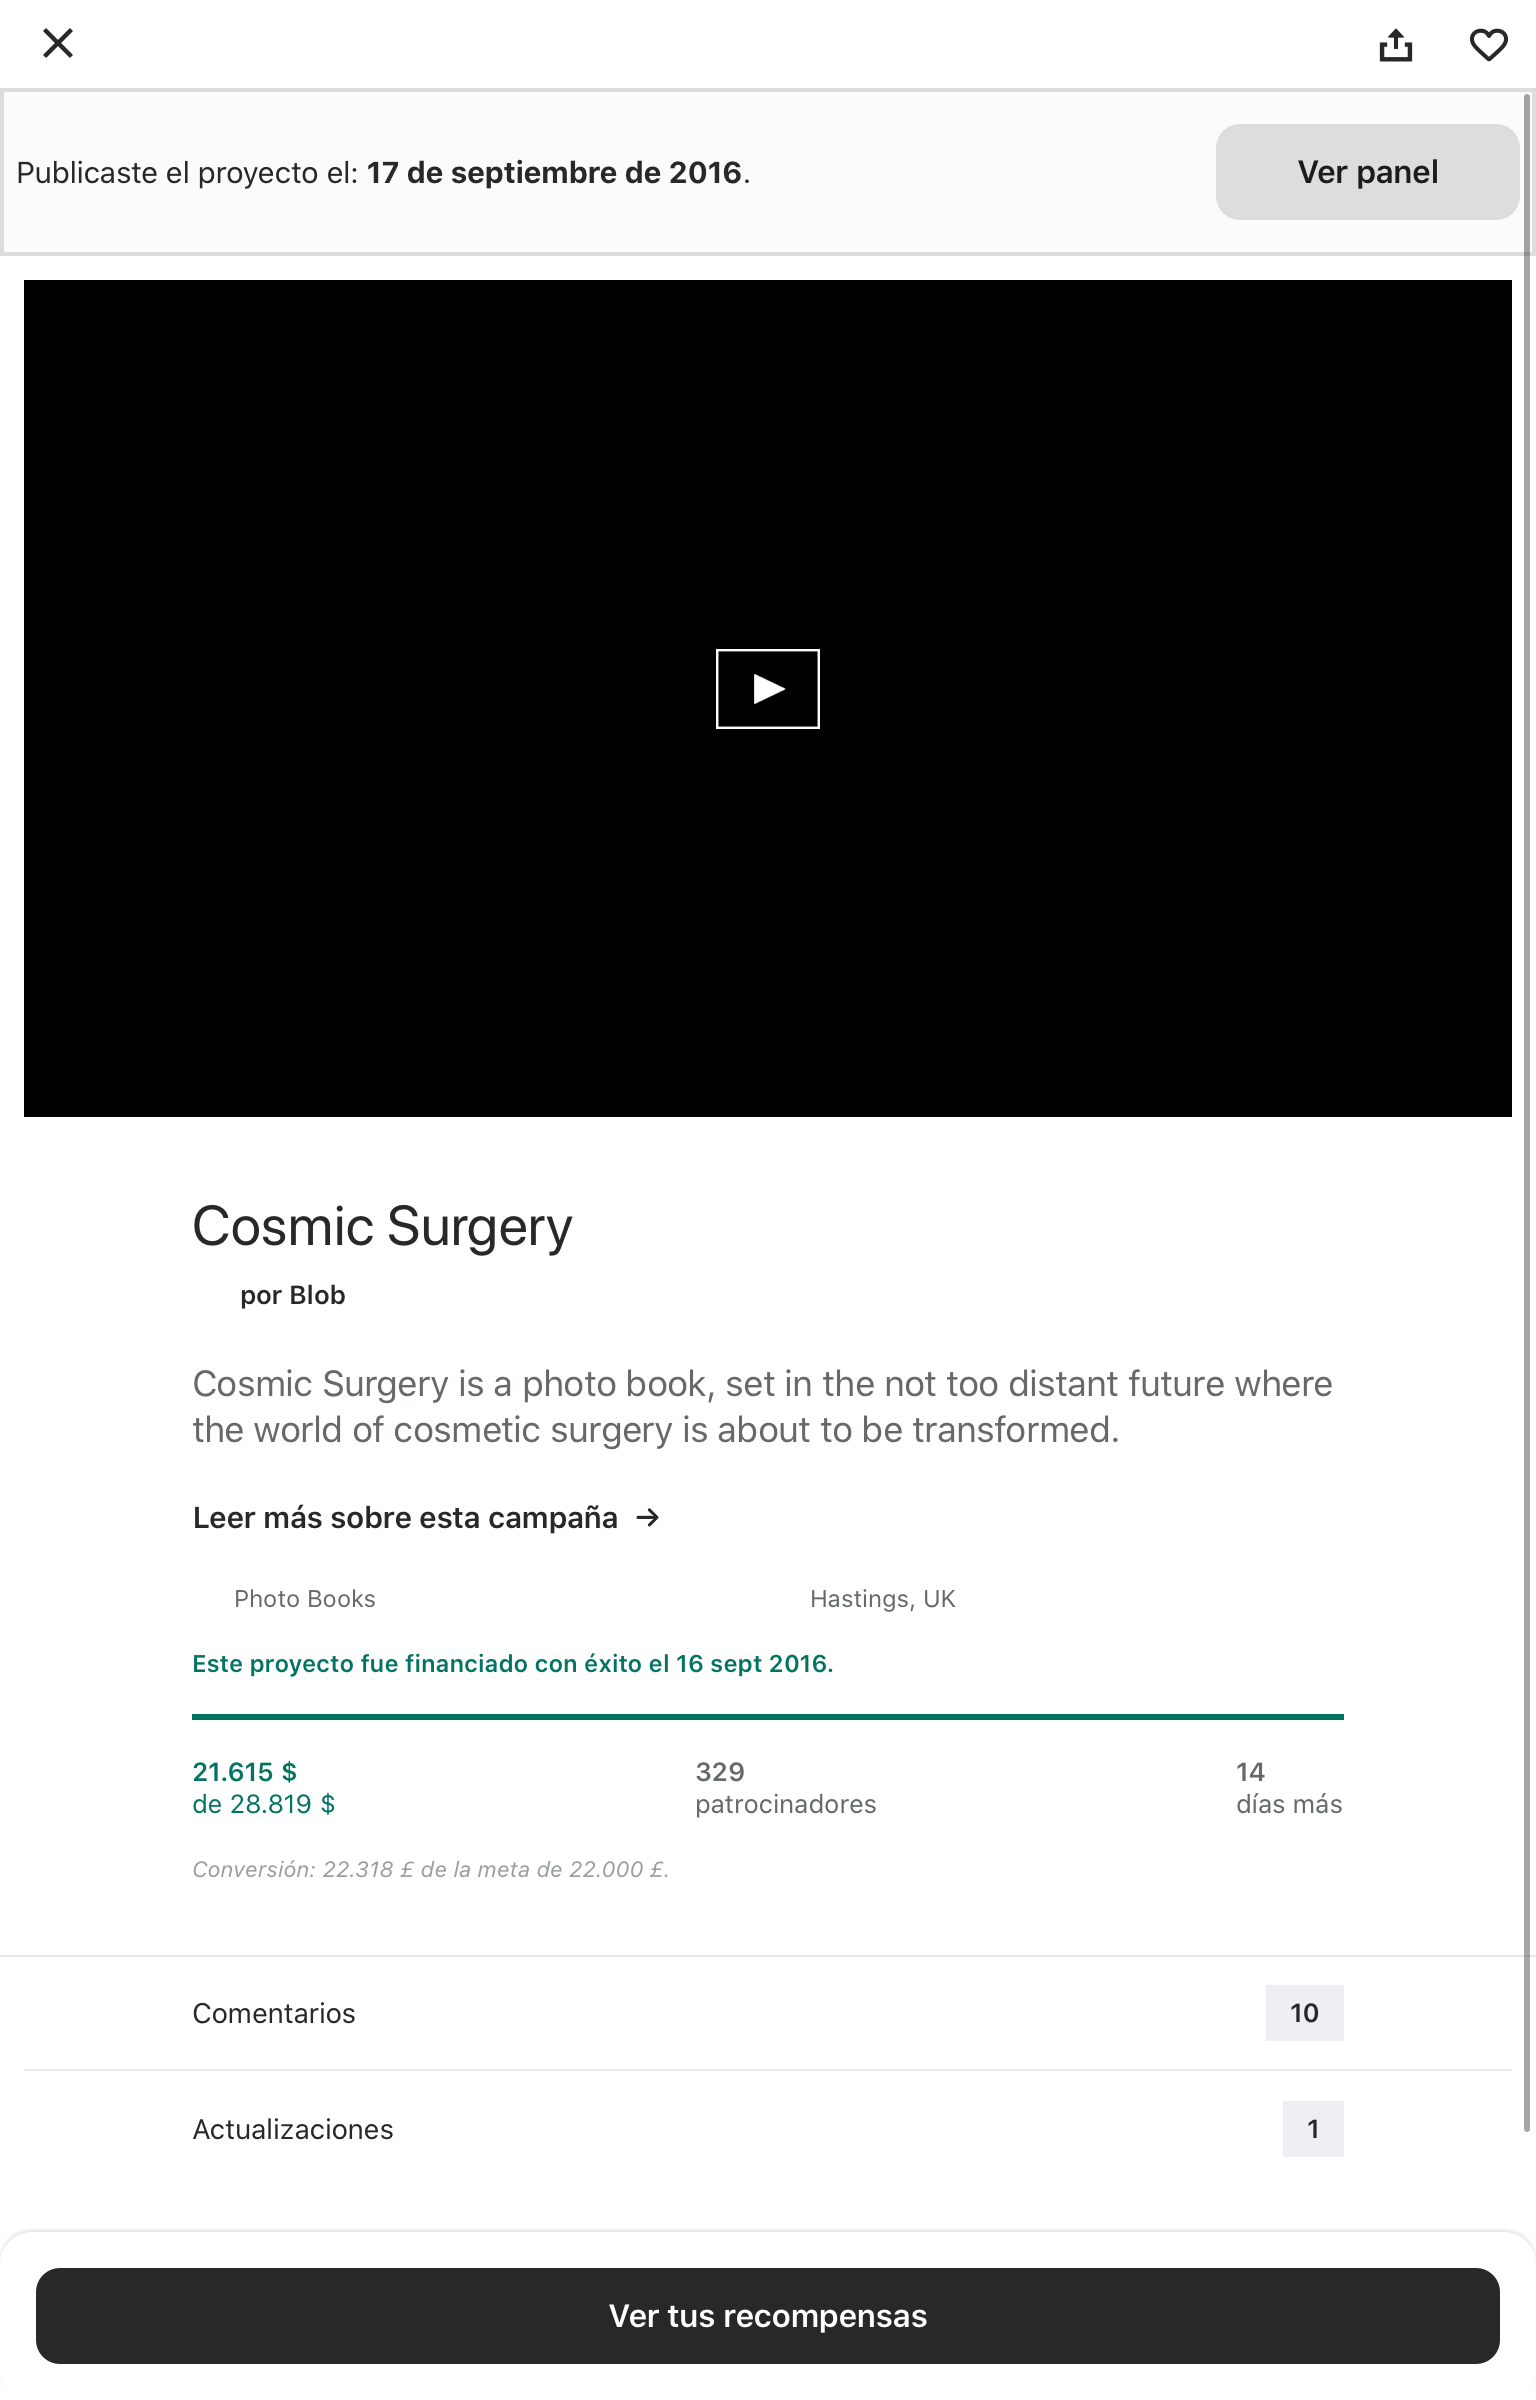 Publicaste el proyecto el: 17 de septiembre de 2016.
Ver panel
Cosmic Surgery
por Blob
Cosmic Surgery is a photo book, set in the not too distant future where
the world of cosmetic surgery is about to be transformed.
Leer más sobre esta campaña →
Photo Books
Hastings, UK
Este proyecto fue financiado con éxito el 16 sept 2016.
21.615 $
de 28.819 $
329
patrocinadores
14
días más
Conversión: 22.318 £ de la meta de 22.000 £.
Comentarios
10
Actualizaciones
1
Ver tus recompensas